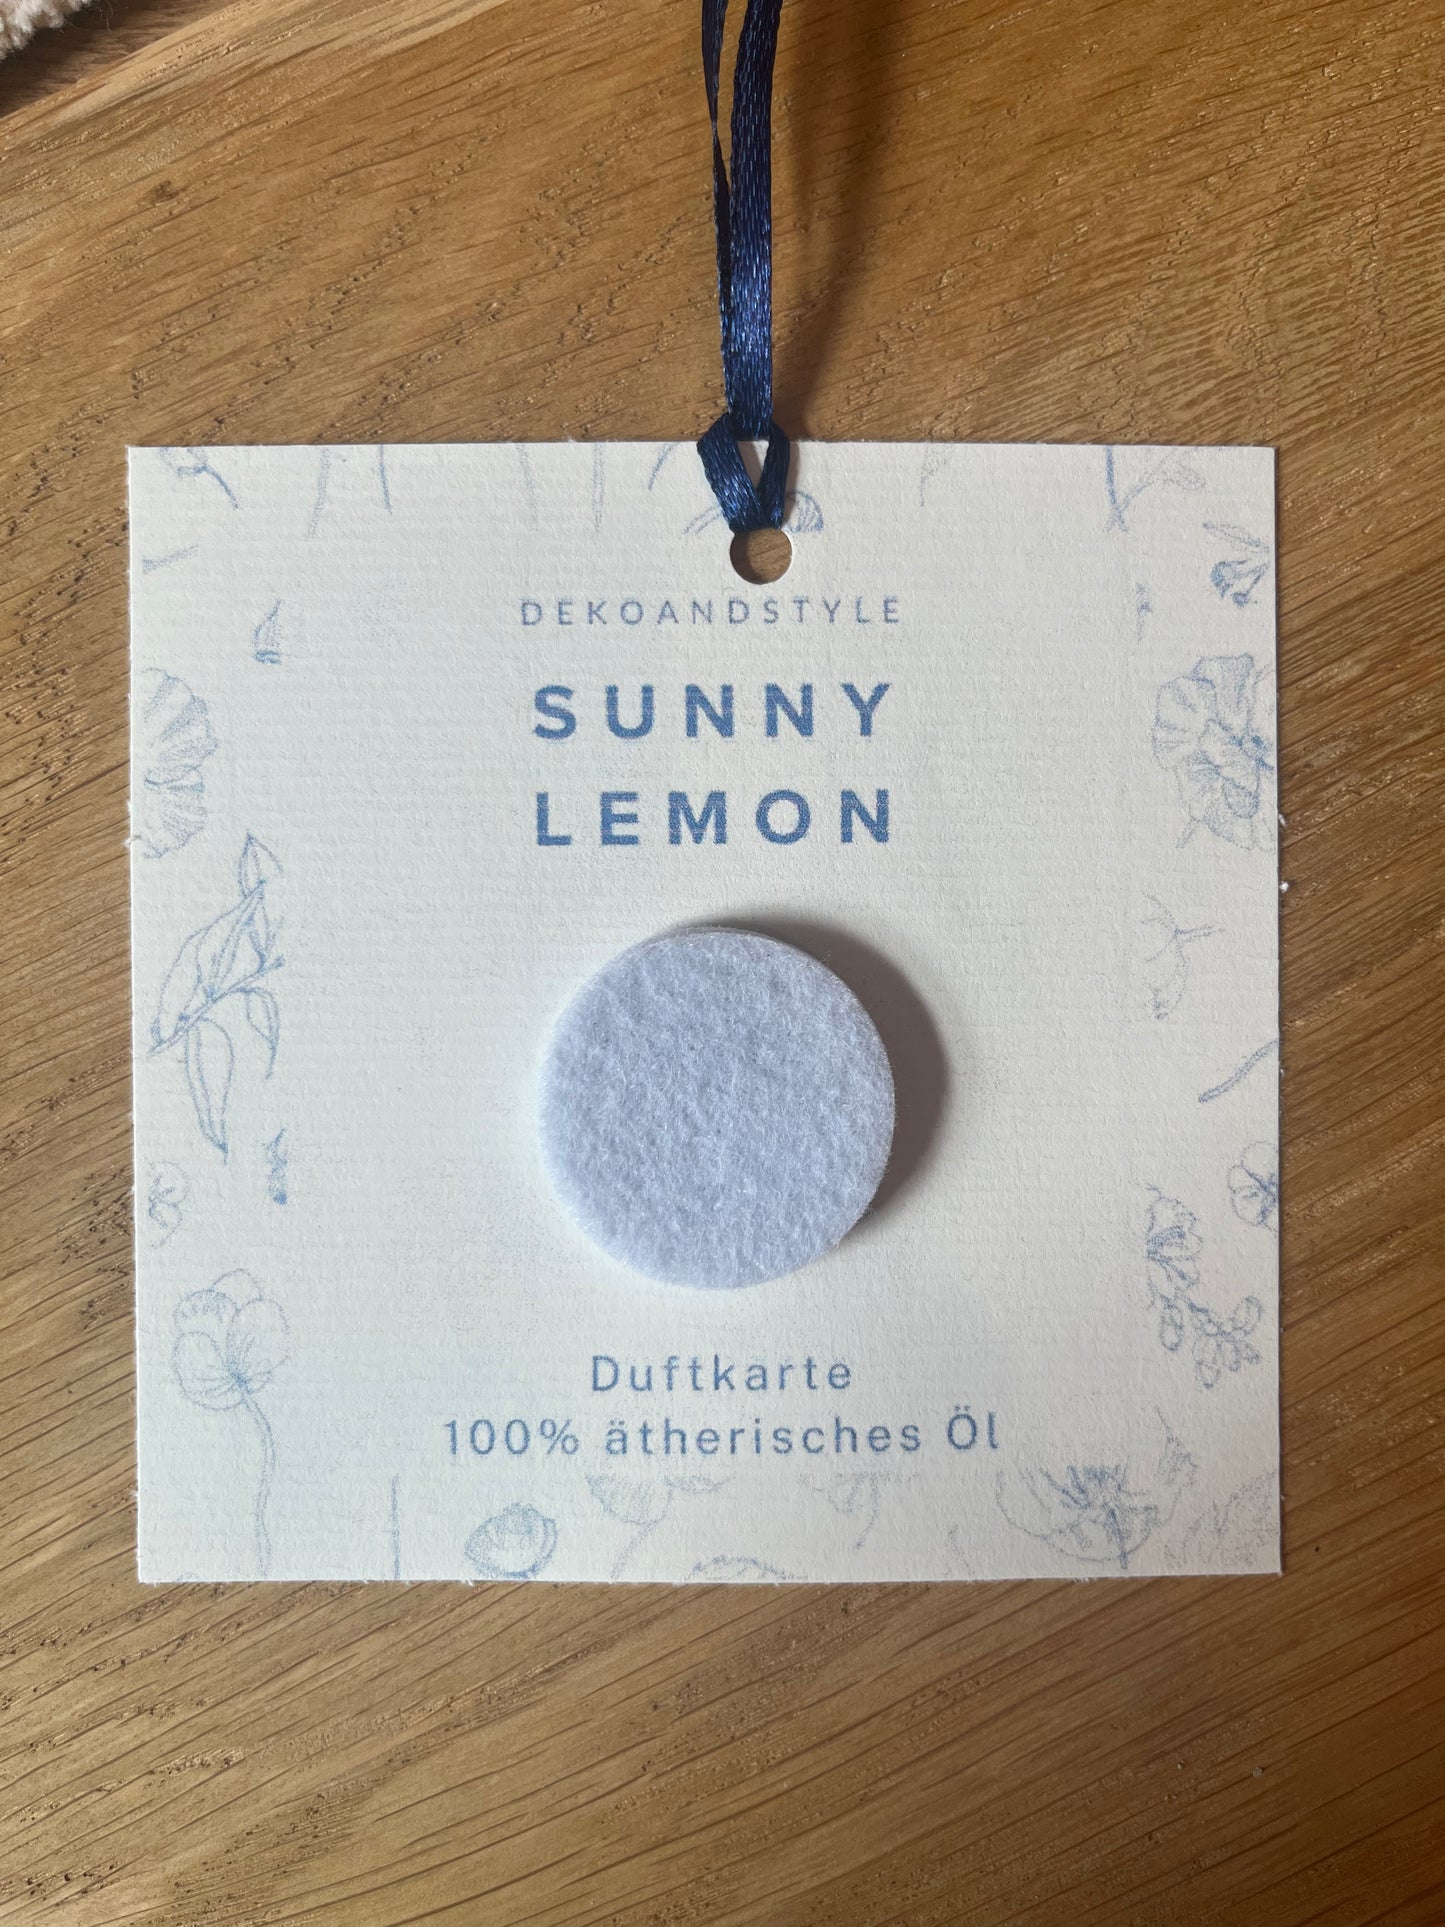 DEKOANDSTYLE
SUNNY
LEMON
Duftkarte
100% ätherisches Öl